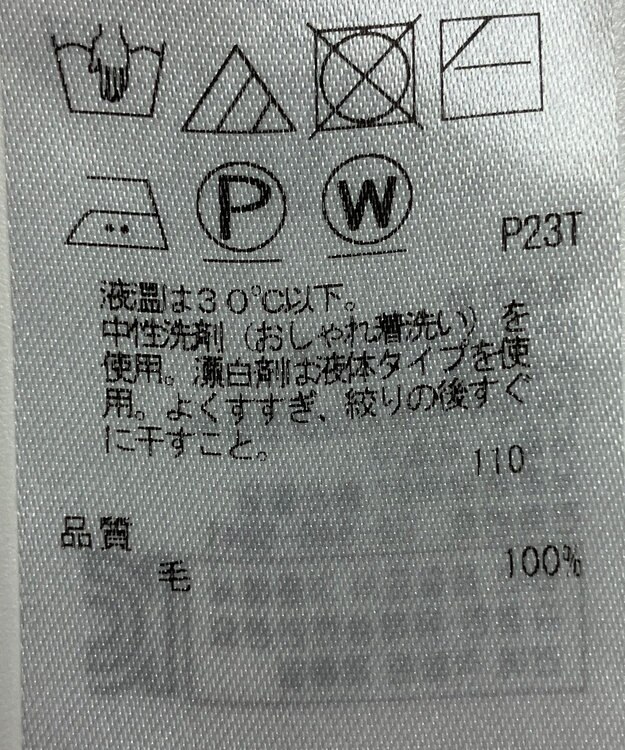 P
W
P23T
液温は30℃以下。
中性洗剤（おしゃれ着洗い）を
使用。漂白剤は液体タイプを使
用。よくすすぎ、絞りの後すぐ
に干すこと。
110
品質
毛 100%